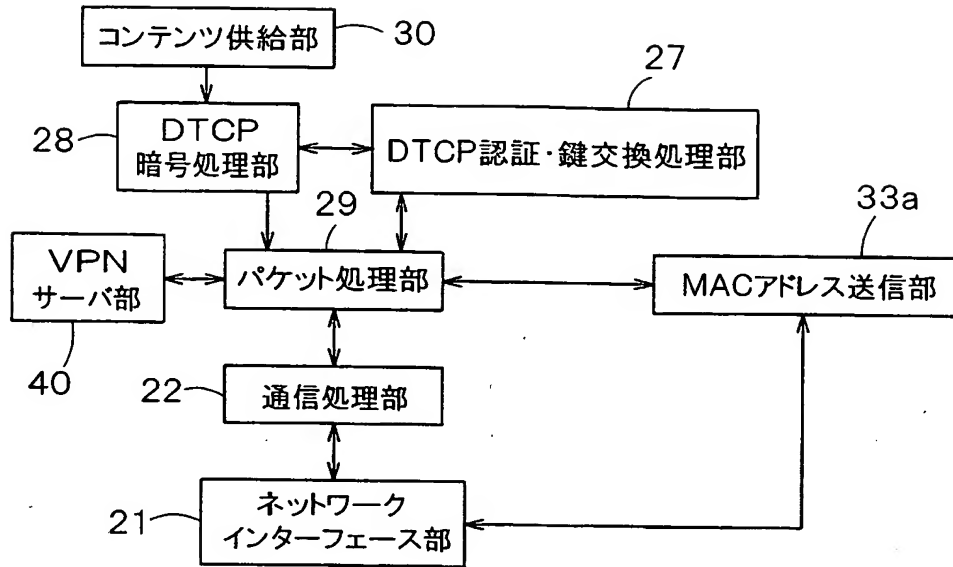 コンテンツ供給部
30
27
28
DTCP
暗号処理部
DTCP認証・鍵交換処理部
29
33a
VPN
サーバ部
パケット処理部
MACアドレス送信部
40
22
通信処理部
21
ネットワーク
インターフェース部